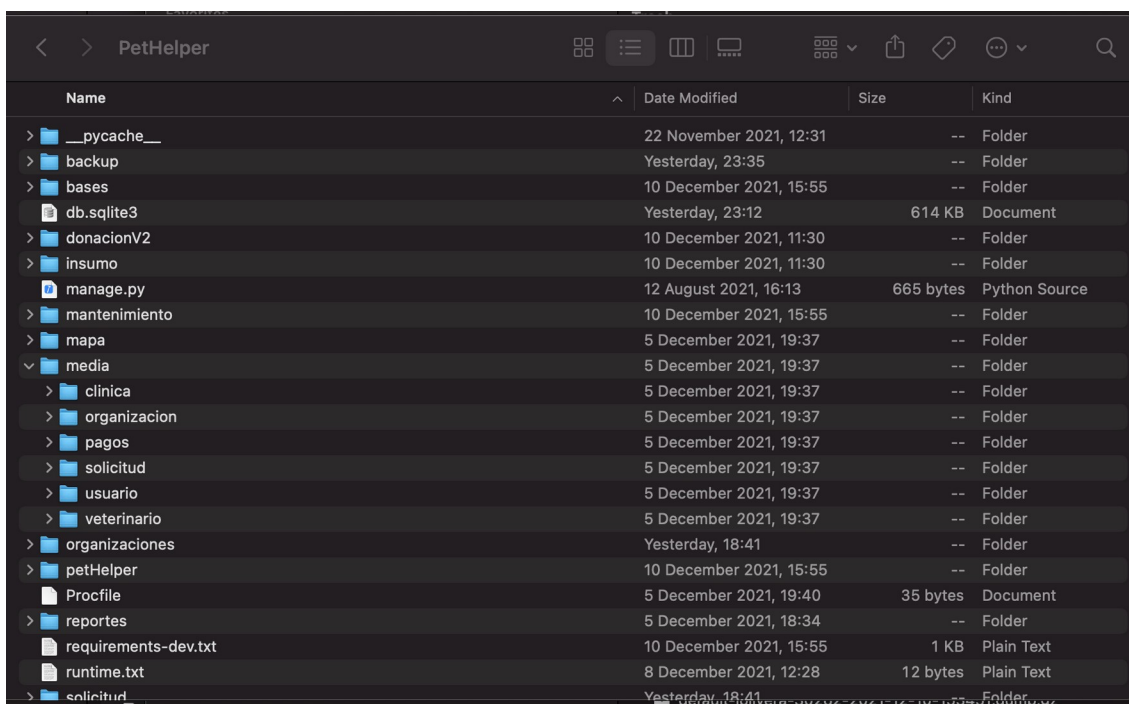 PetHelper
Name Date Modified Size Kind
__pycache__ 22 November 2021, 12:31 -- Folder
backup Yesterday, 23:35 -- Folder
bases 10 December 2021, 15:55 -- Folder
db.sqlite3 Yesterday, 23:12 614 KB Document
donacionV2 10 December 2021, 11:30 -- Folder
insumo 10 December 2021, 11:30 -- Folder
manage.py 12 August 2021, 16:13 665 bytes Python Source
mantenimiento 10 December 2021, 15:55 -- Folder
mapa 5 December 2021, 19:37 -- Folder
media 5 December 2021, 19:37 -- Folder
clinica 5 December 2021, 19:37 -- Folder
organizacion 5 December 2021, 19:37 -- Folder
pagos 5 December 2021, 19:37 -- Folder
solicitud 5 December 2021, 19:37 -- Folder
usuario 5 December 2021, 19:37 -- Folder
veterinario 5 December 2021, 19:37 -- Folder
organizaciones Yesterday, 18:41 -- Folder
petHelper 10 December 2021, 15:55 -- Folder
Procfile 5 December 2021, 19:40 35 bytes Document
reportes 5 December 2021, 18:34 -- Folder
requirements-dev.txt 10 December 2021, 15:55 1 KB Plain Text
runtime.txt 8 December 2021, 12:28 12 bytes Plain Text
solicitud Yesterday, 18:41 -- Folder